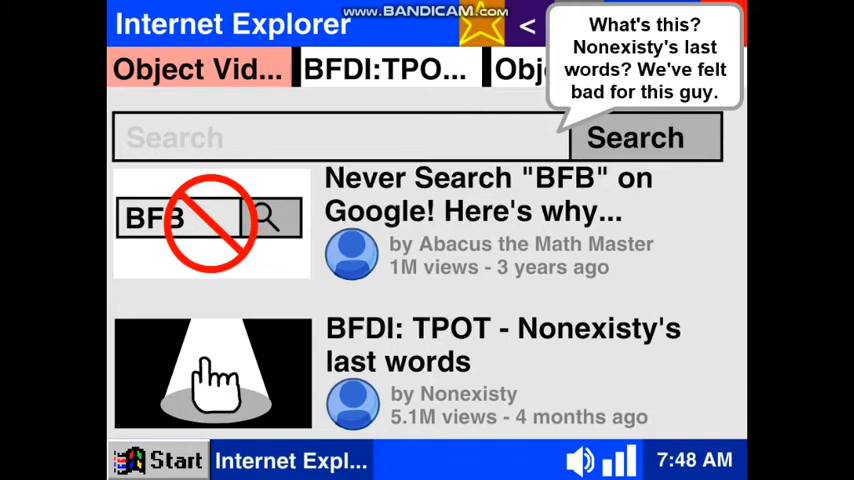 www.BANDICAM.com
Internet Explorer
<
What's this?
Nonexisty's last
words? We've felt
bad for this guy.
Object Vid...
BFDI:TPO...
Obj
Search
Search
BFB
Never Search "BFB" on
Google! Here's why...
by Abacus the Math Master
1M views - 3 years ago
BFDI: TPOT - Nonexisty's
last words
by Nonexisty
5.1M views - 4 months ago
Start
Internet Expl...
7:48 AM